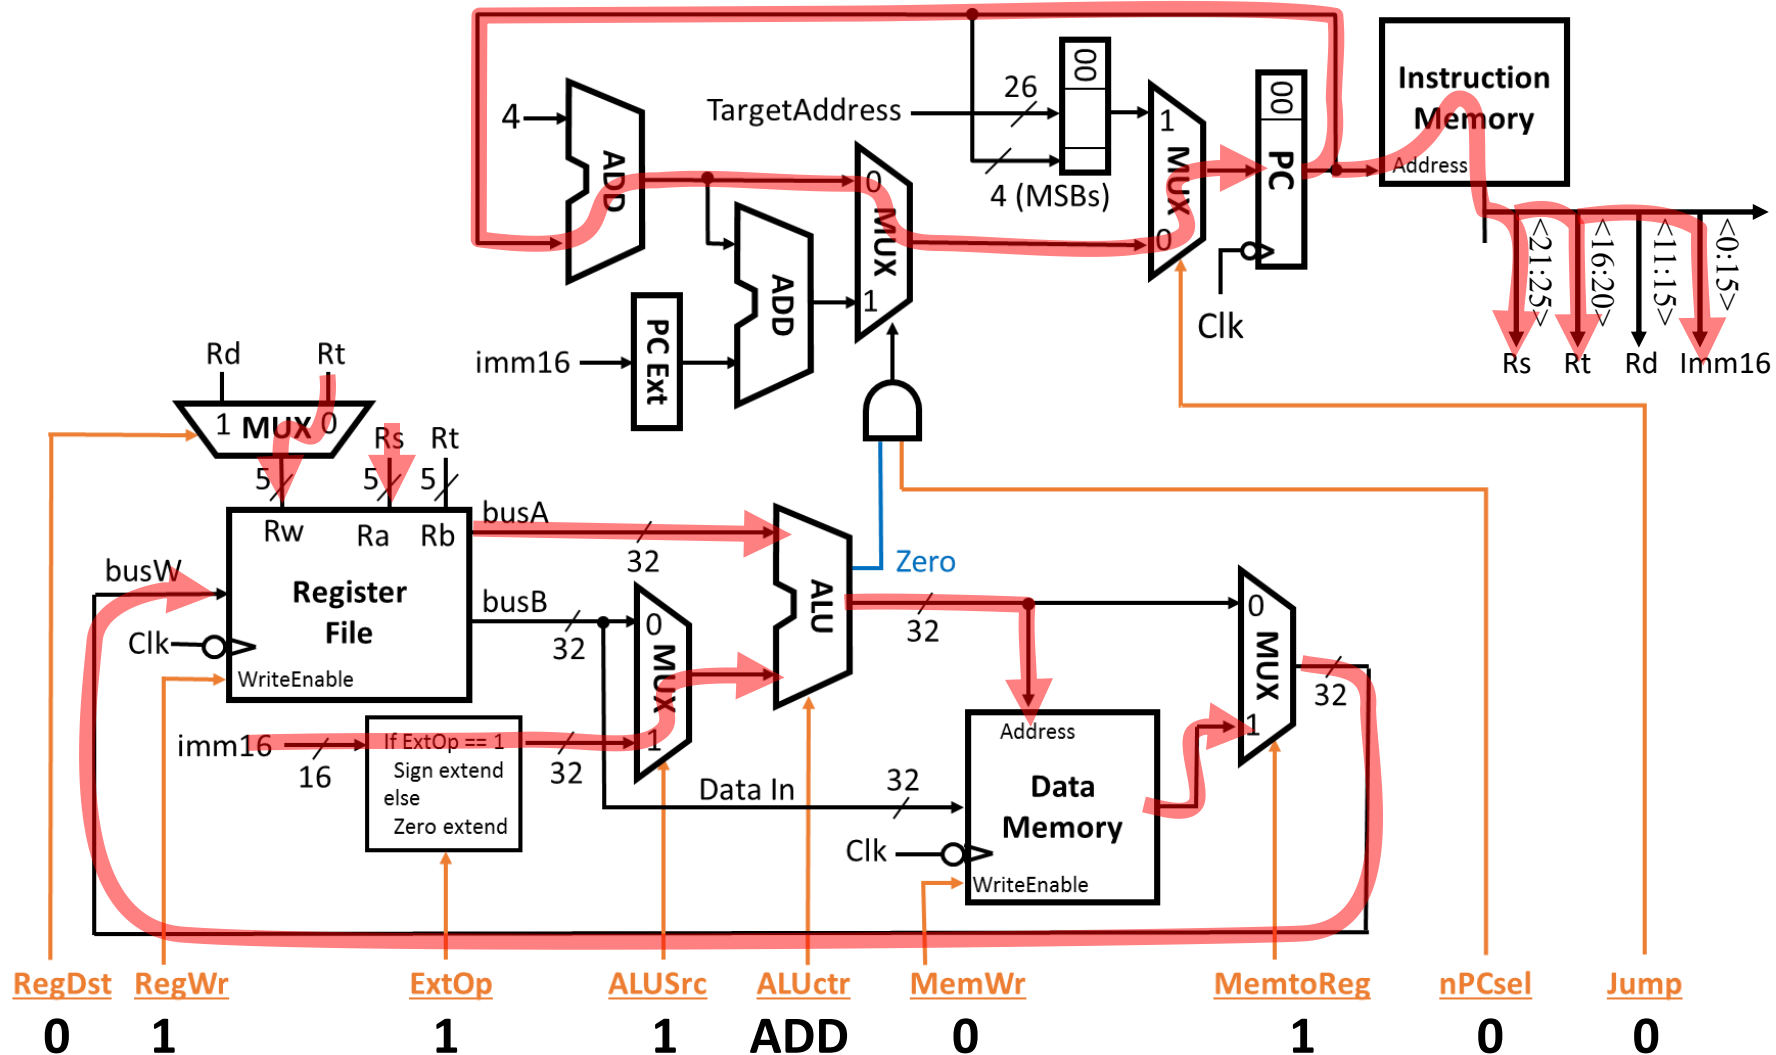 Instruction
Memory
Address
00
26
TargetAddress
4
ADD
1
MUX
0
00
PC
4 (MSBs)
0
MUX
1
ADD
Clk
<21:25>
<16:20>
<11:15>
<0:15>
Rs
Rt
Rd
Imm16
imm16
PC Ext
Rd
Rt
1 MUX 0
Rs
Rt
5
5
5
Rw
Ra
Rb
busA
32
busW
Register
File
busB
32
Clk
WriteEnable
0
MUX
1
ALU
Zero
32
0
MUX
1
32
imm16
16
If ExtOp == 1
Sign extend
else
Zero extend
32
Address
Data
Memory
Data In
32
Clk
WriteEnable
RegDst
RegWr
ExtOp
ALUSrc
ALUctr
MemWr
MemtoReg
nPCsel
Jump
0
1
1
1
ADD
0
1
0
0